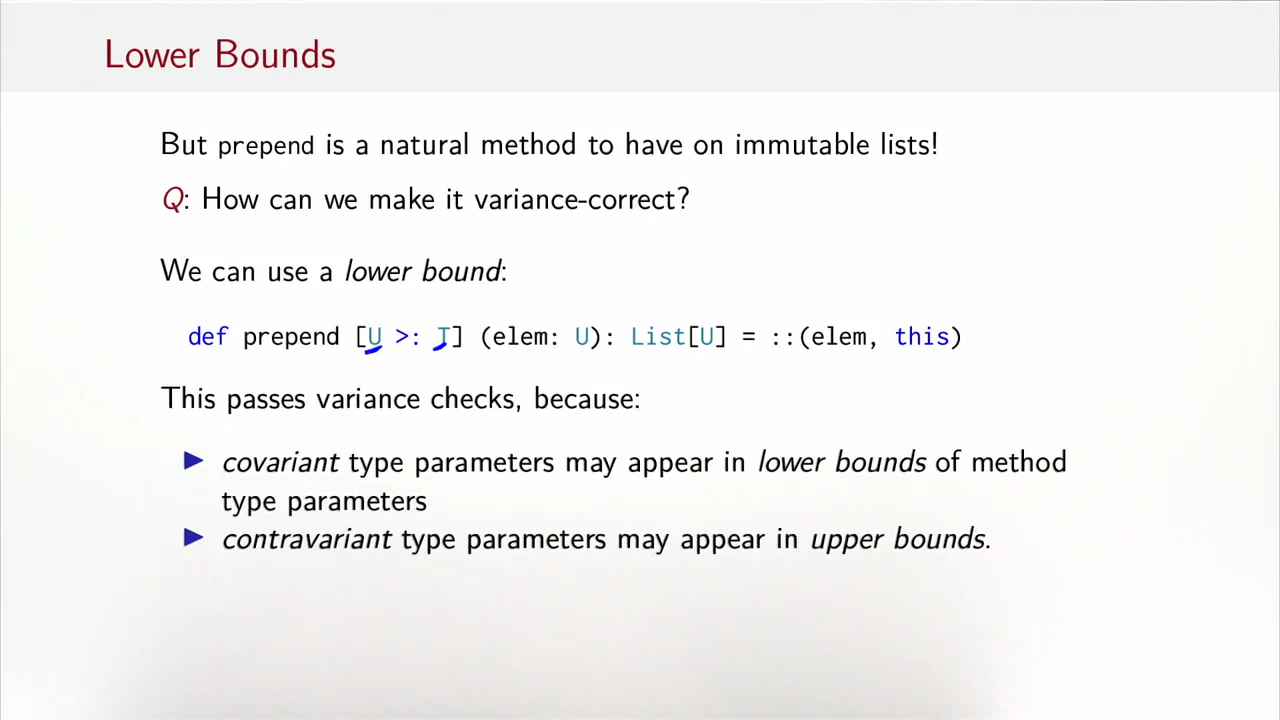 Lower Bounds
But prepend is a natural method to have on immutable lists!
Q: How can we make it variance-correct?
We can use a lower bound:
def prepend [U >: T] (elem: U): List[U] = ::(elem, this)
This passes variance checks, because:
▶ covariant type parameters may appear in lower bounds of method
type parameters
▶ contravariant type parameters may appear in upper bounds.